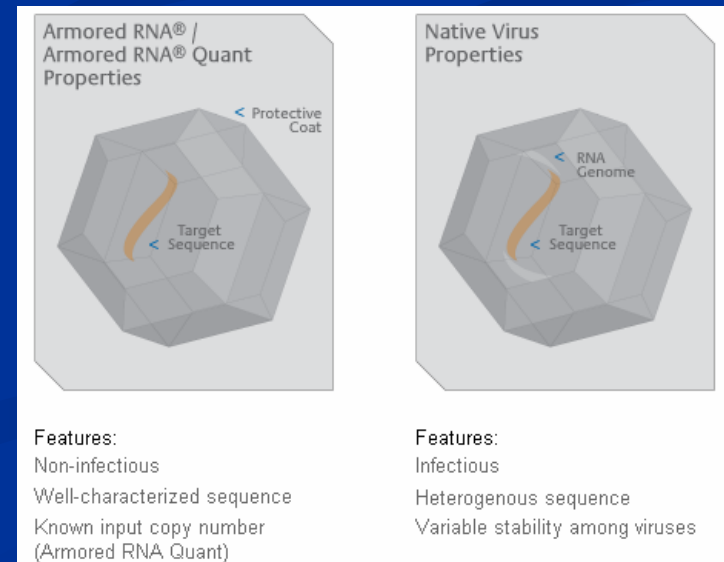 Armored RNA® /
Armored RNA® Quant
Properties
< Protective
Coat
< Target
Sequence
Features:
Non-infectious
Well-characterized sequence
Known input copy number
(Armored RNA Quant)
Native Virus
Properties
< RNA
Genome
< Target
Sequence
Features:
Infectious
Heterogenous sequence
Variable stability among viruses